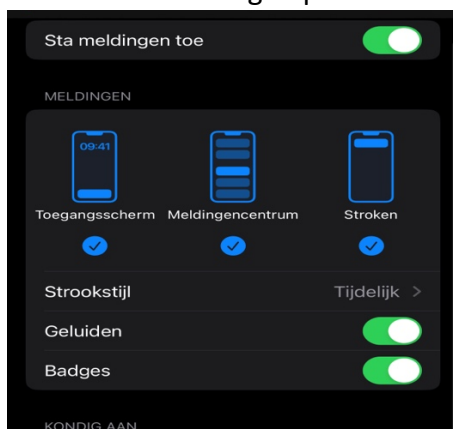 Sta meldingen toe
MELDINGEN
09:41
Toegangsscherm Meldingencentrum Stroken
Strookstijl Tijdelijk >
Geluiden
Badges
KONDIG AAN